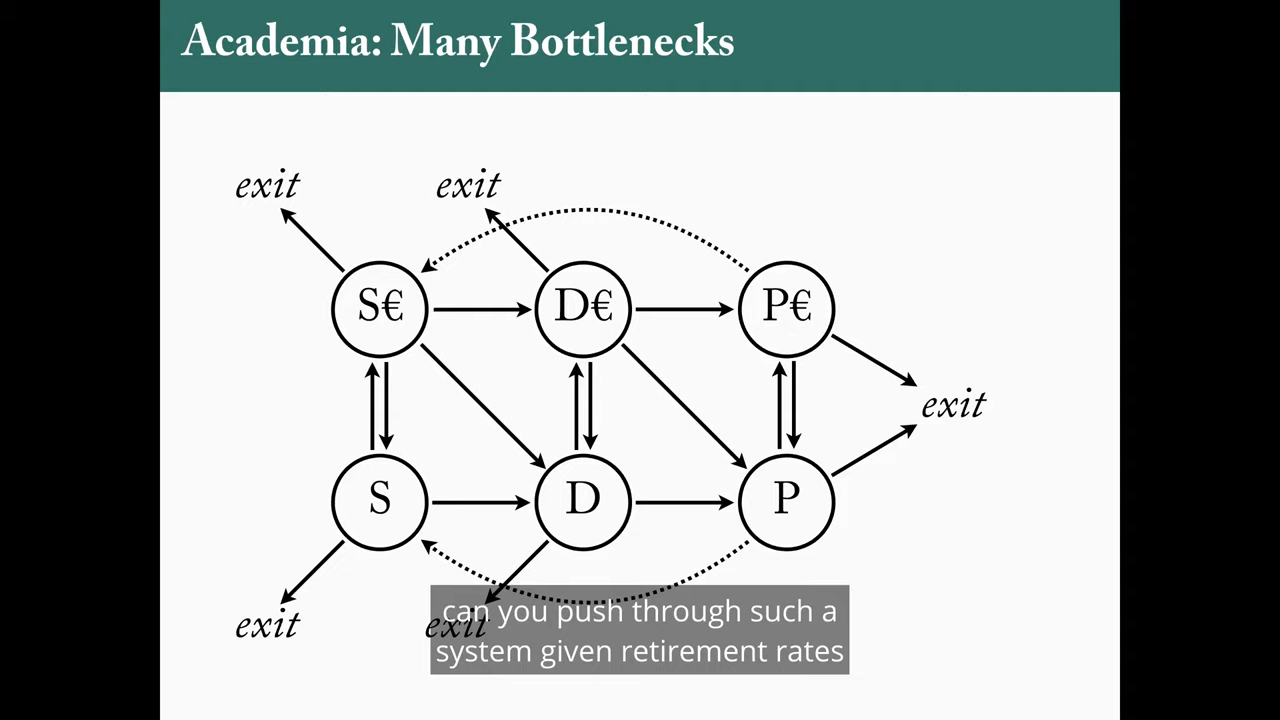 Academia: Many Bottlenecks
exit
exit
S€
D€
P€
exit
S
D
P
exit
exit
can you push through such a
system given retirement rates